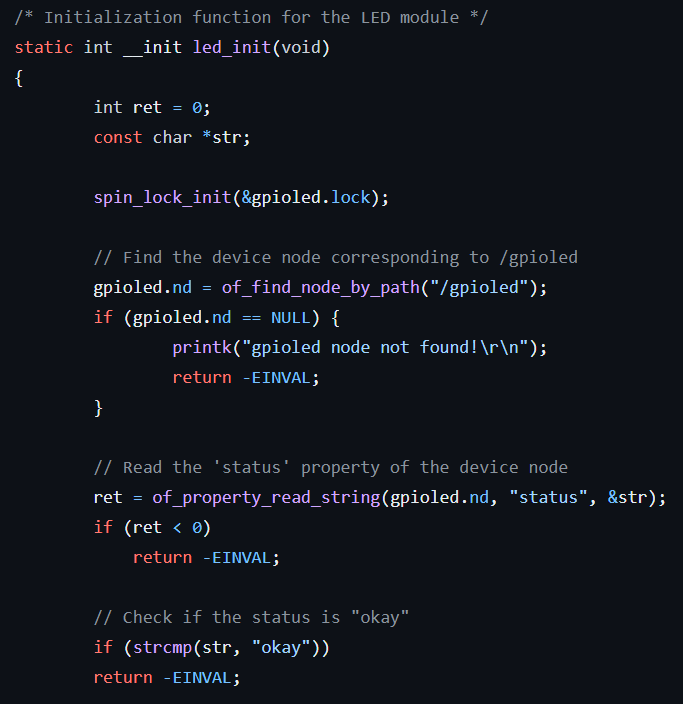 /* Initialization function for the LED module */
static int __init led_init(void)
{
        int ret = 0;
        const char *str;

        spin_lock_init(&gpioled.lock);

        // Find the device node corresponding to /gpioled
        gpioled.nd = of_find_node_by_path("/gpioled");
        if (gpioled.nd == NULL) {
                printk("gpioled node not found!\r\n");
                return -EINVAL;
        }

        // Read the 'status' property of the device node
        ret = of_property_read_string(gpioled.nd, "status", &str);
        if (ret < 0)
            return -EINVAL;

        // Check if the status is "okay"
        if (strcmp(str, "okay"))
        return -EINVAL;